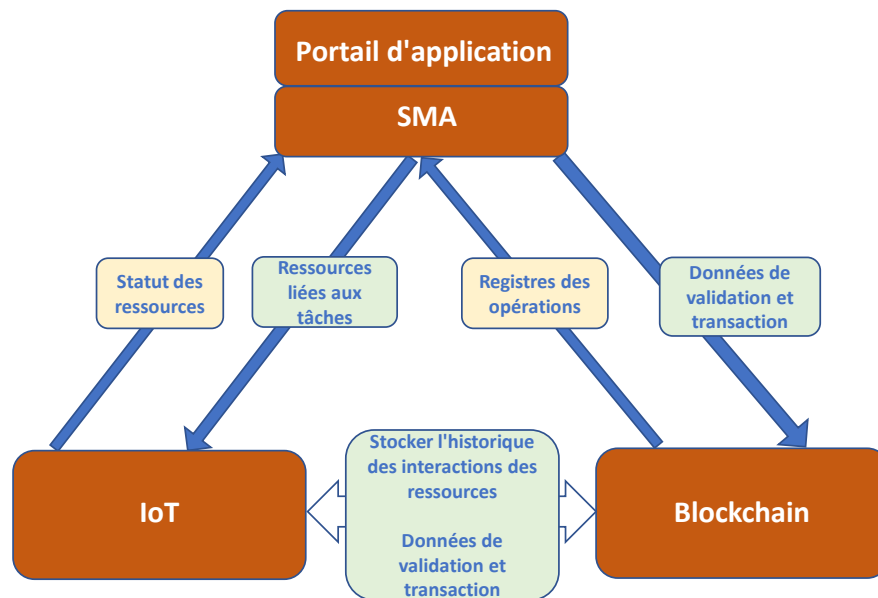 Portail d'application
SMA
Statut des
ressources
Ressources
liées aux
tâches
Registres des
opérations
Données de
validation et
transaction
IoT
Stocker l'historique
des interactions des
ressources
Données de
validation et
transaction
Blockchain